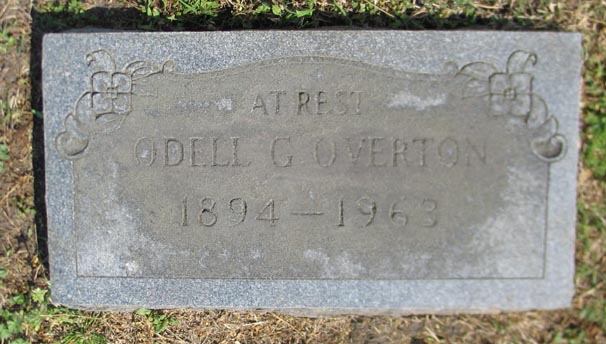 AT REST
ODELL G OVERTON
1894—1963